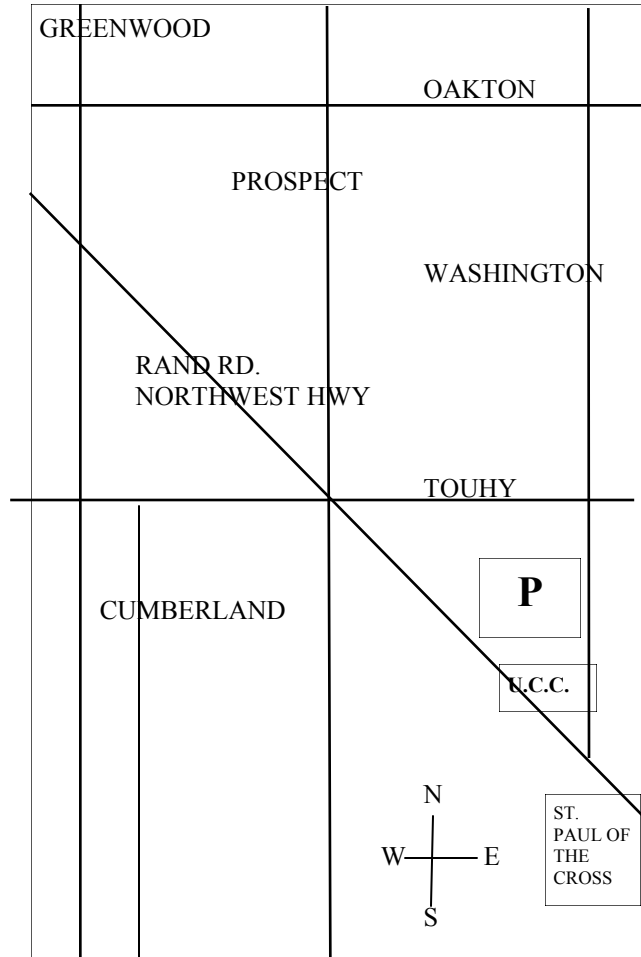 GREENWOOD
OAKTON
PROSPECT
WASHINGTON
RAND RD.
NORTHWEST HWY
TOUHY
P
CUMBERLAND
U.C.C.
N
W E
S
ST.
PAUL OF
THE
CROSS